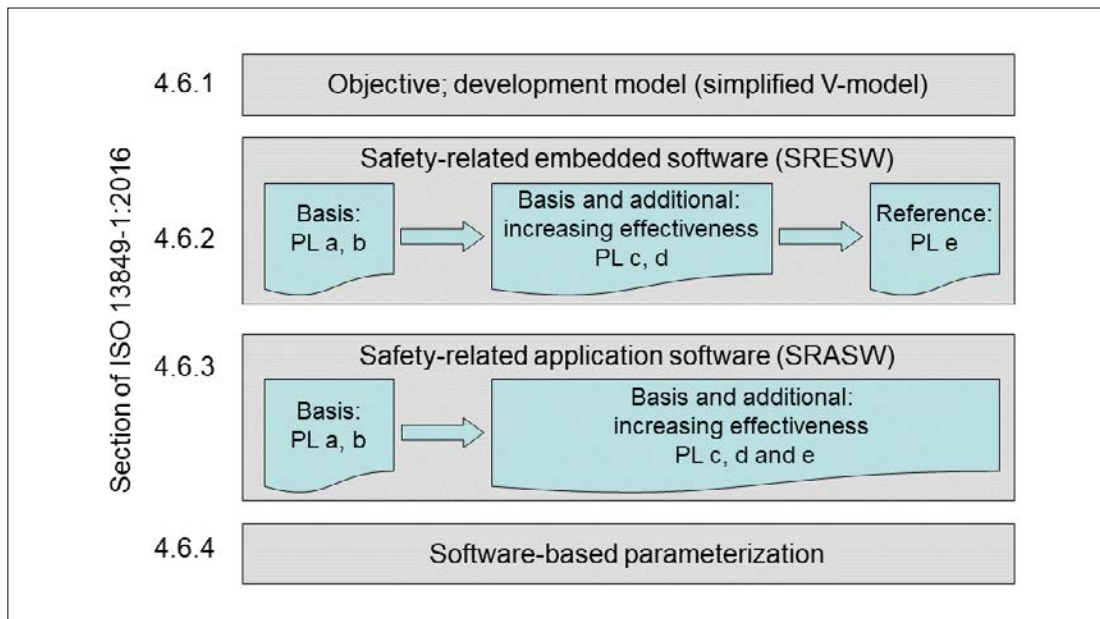 Section of ISO 13849-1:2016
4.6.1
Objective; development model (simplified V-model)
4.6.2
Safety-related embedded software (SRESW)
Basis:
PL a, b
Basis and additional:
increasing effectiveness
PL c, d
Reference:
PL e
4.6.3
Safety-related application software (SRASW)
Basis:
PL a, b
Basis and additional:
increasing effectiveness
PL c, d and e
4.6.4
Software-based parameterization